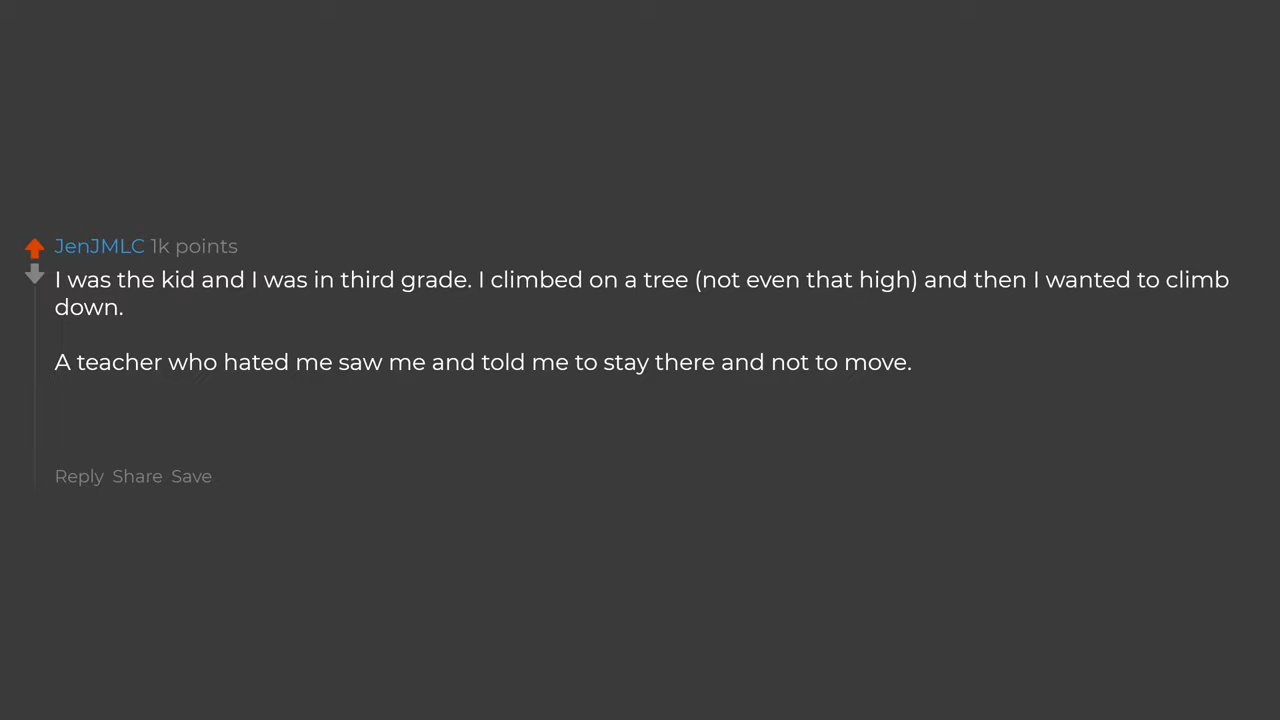 JenJMLC 1k points
I was the kid and I was in third grade. I climbed on a tree (not even that high) and then I wanted to climb
down.
A teacher who hated me saw me and told me to stay there and not to move.
Reply Share Save